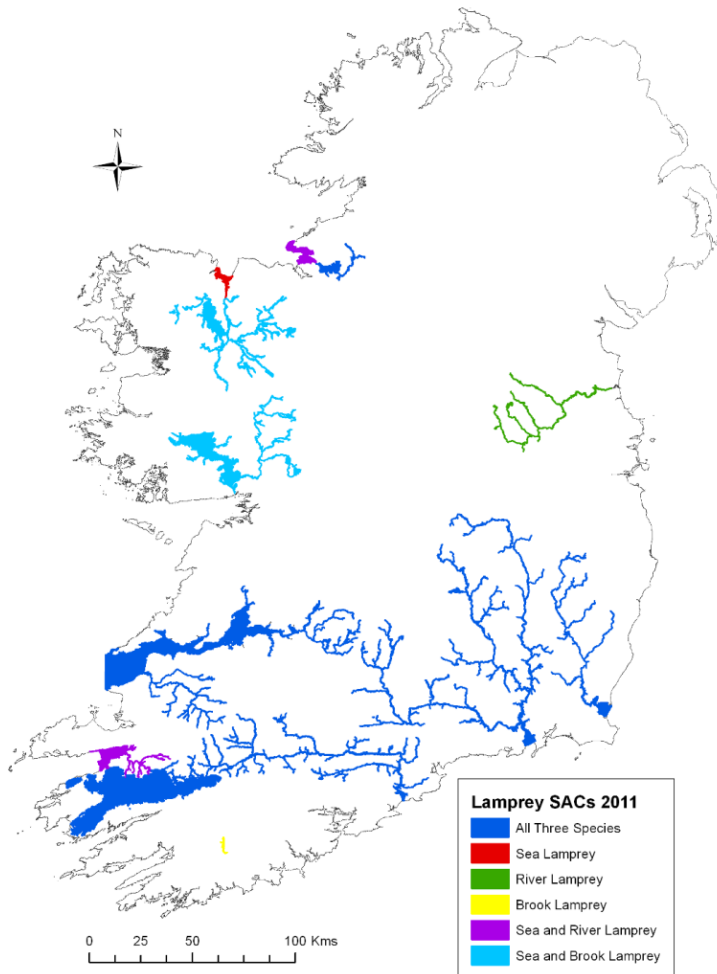 N
Lamprey SACs 2011
All Three Species
Sea Lamprey
River Lamprey
Brook Lamprey
Sea and River Lamprey
Sea and Brook Lamprey
0 25 50 100 Kms